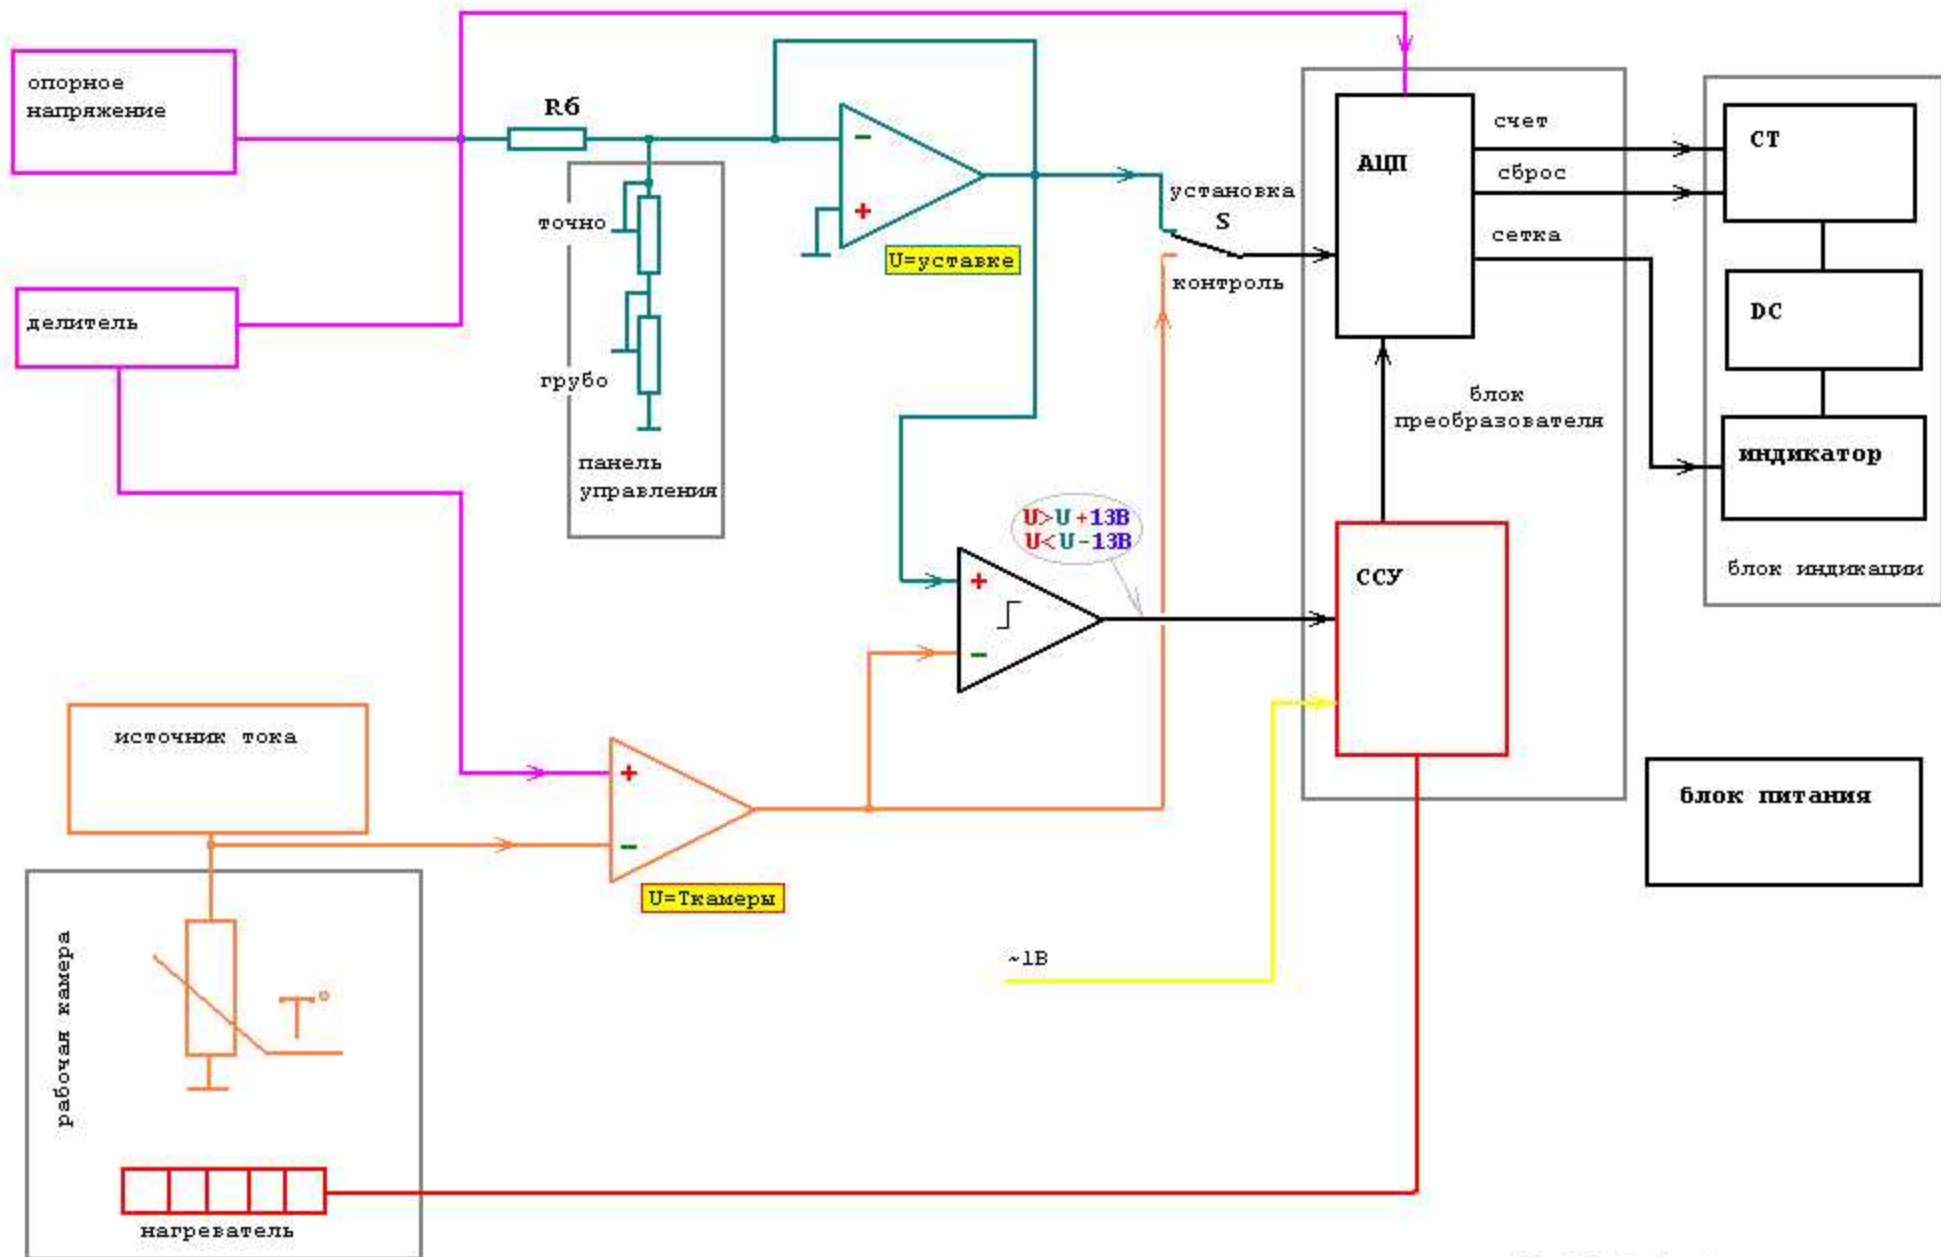 опорное
напряжение
Rб
точно
грубо
панель
управления
делитель
-
+
U=уставке
установка
S
контроль
АЦП
счет
сброс
сетка
блок
преобразователя
СТ
DC
индикатор
блок индикации
U>U+13В
U<U-13В
+
-
ССУ
источник тока
+
-
U=Ткамеры
блок питания
~1В
рабочая камера
T°
нагреватель